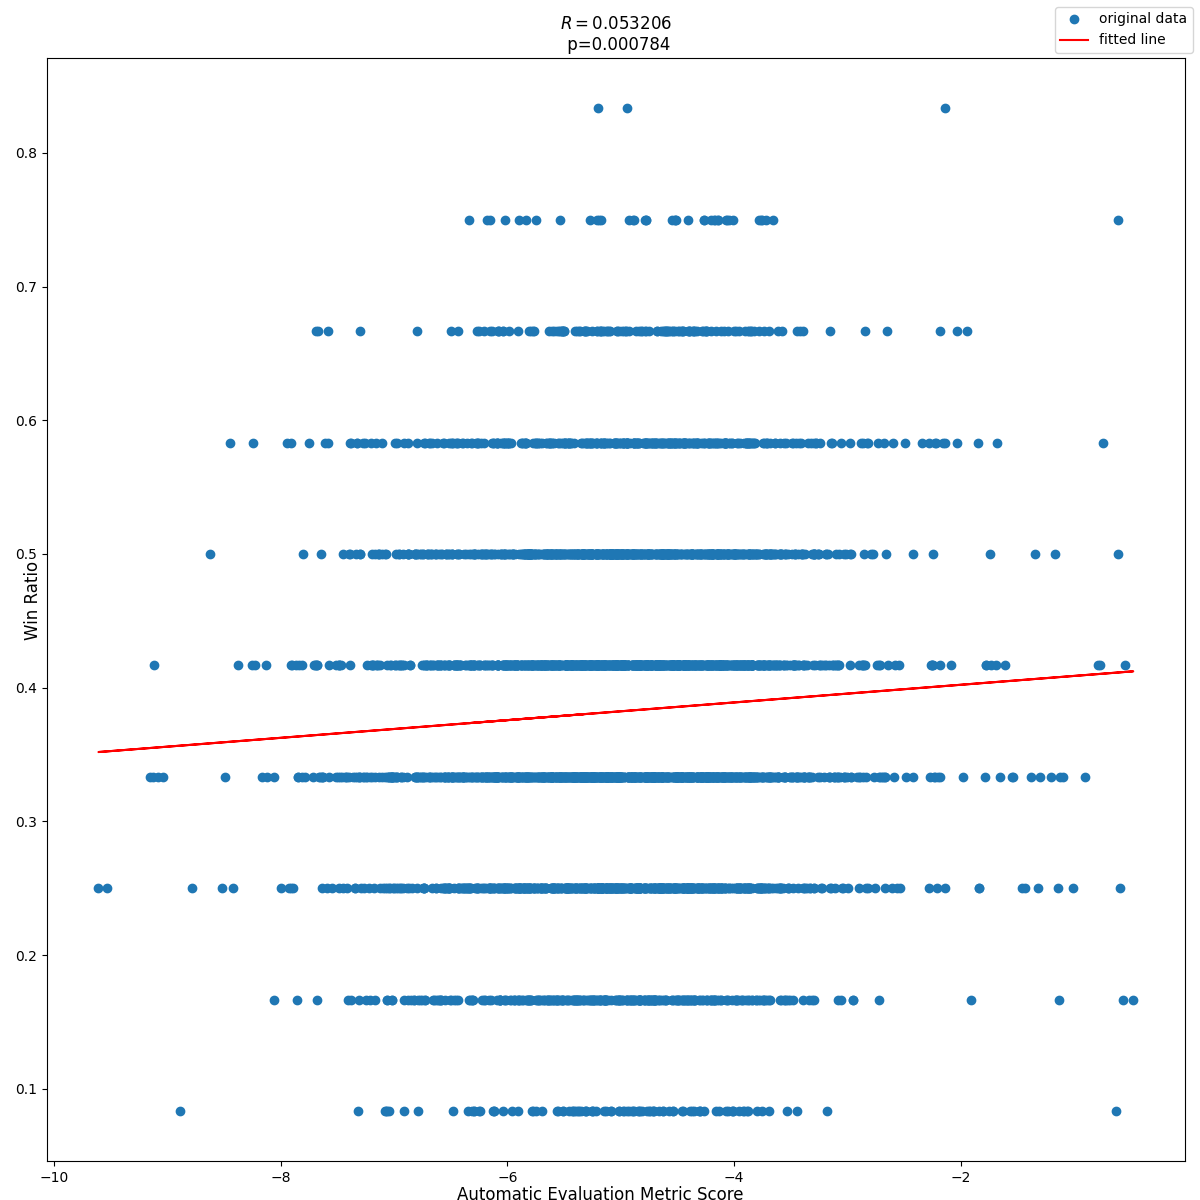 R = 0.053206
p=0.000784
original data
fitted line
0.8
0.7
0.6
0.5
0.4
0.3
0.2
0.1
Win Ratio
−10
−8
−6
−4
−2
Automatic Evaluation Metric Score